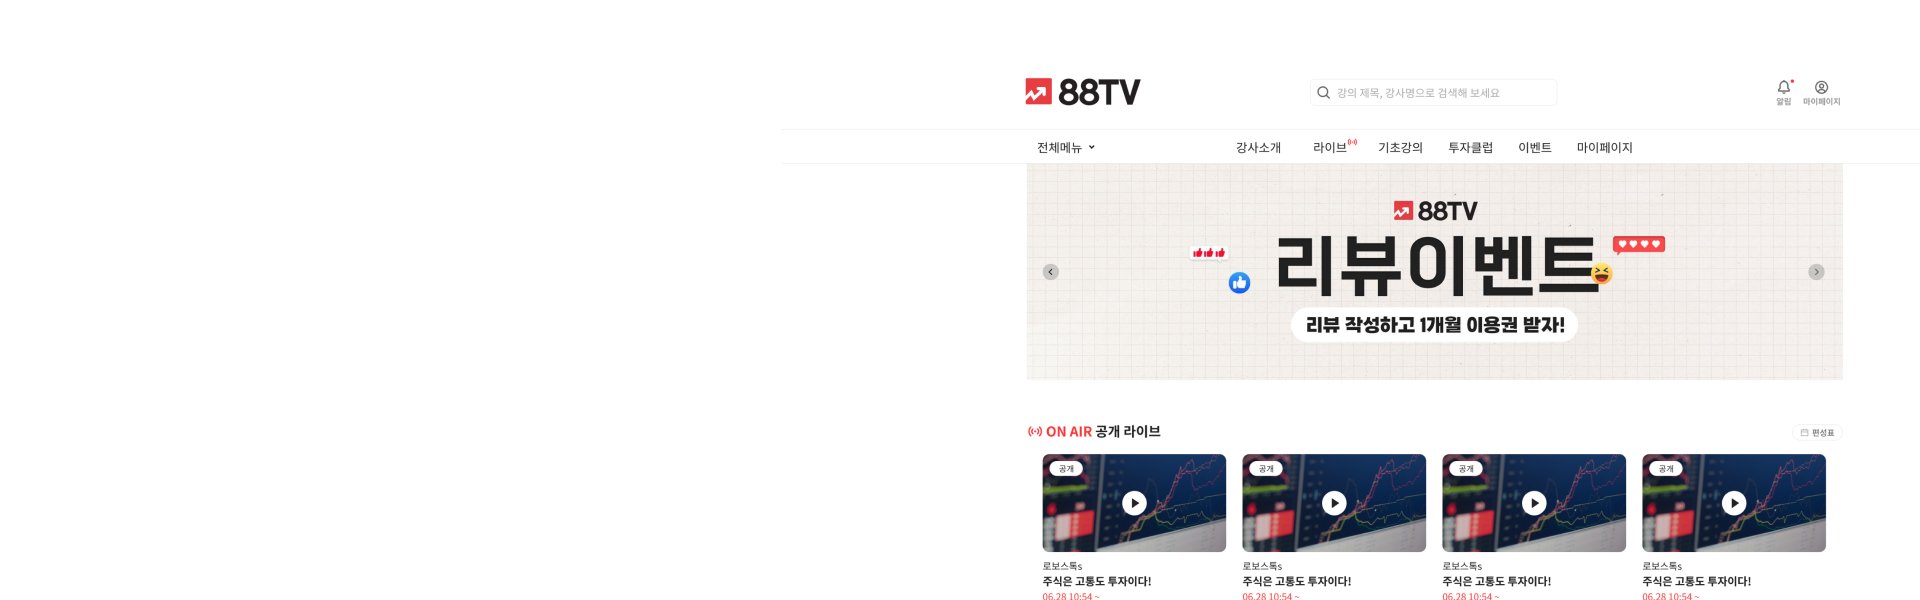 88TV
강의 제목, 강사명으로 검색해 보세요
알림
마이페이지
전체메뉴
강사소개
라이브
기초강의
투자클럽
이벤트
마이페이지
88TV
리뷰이벤트
리뷰 작성하고 1개월 이용권 받자!
ON AIR 공개 라이브
편성표
공개
공개
공개
공개
로보스톡s
로보스톡s
로보스톡s
로보스톡s
주식은 고통도 투자이다!
주식은 고통도 투자이다!
주식은 고통도 투자이다!
주식은 고통도 투자이다!
06.28 10:54 ~
06.28 10:54 ~
06.28 10:54 ~
06.28 10:54 ~